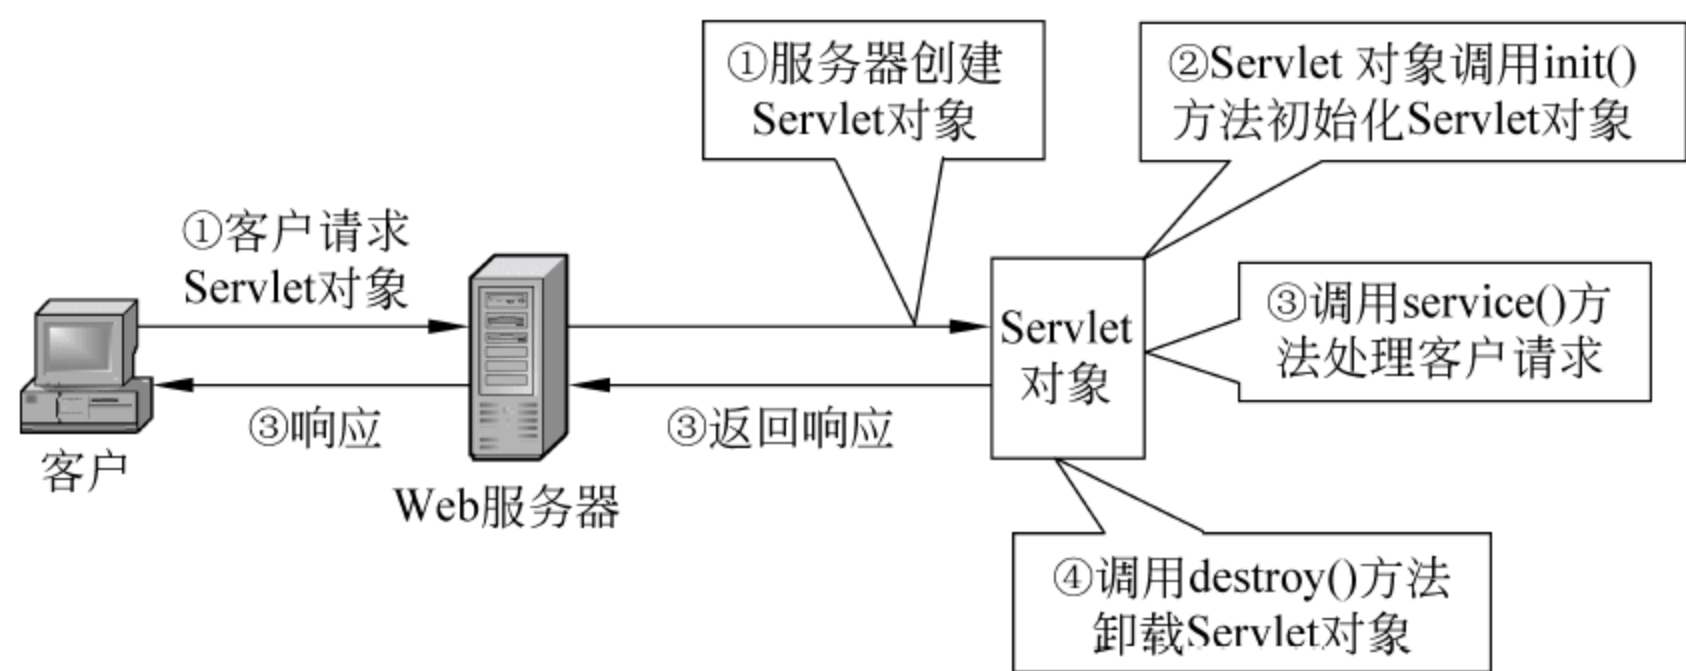 ①服务器创建
Servlet对象
②Servlet 对象调用init()
方法初始化Servlet对象
①客户请求
Servlet对象
Servlet
对象
③调用service()方
法处理客户请求
③响应
③返回响应
客户
Web服务器
④调用destroy()方法
卸载Servlet对象